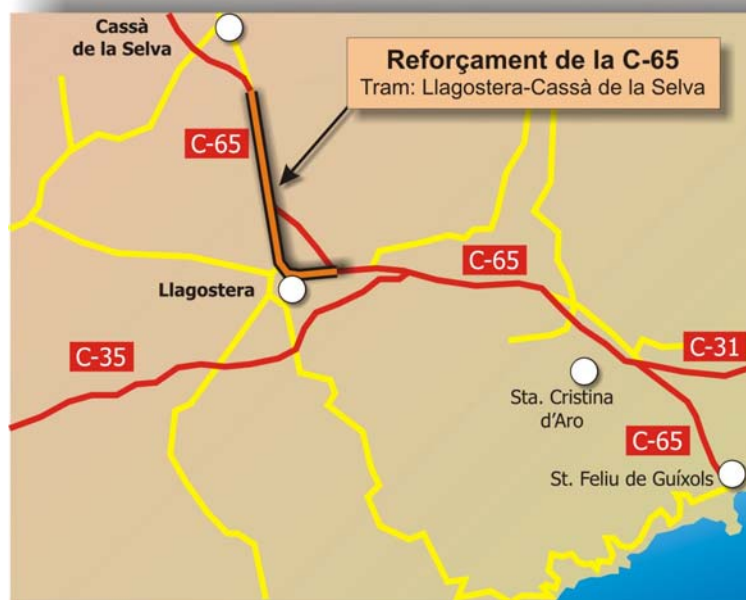 Cassà
de la Selva
Reforçament de la C-65
Tram: Llagostera-Cassà de la Selva
C-65
C-65
Llagostera
C-35
C-31
Sta. Cristina
d'Aro
C-65
St. Feliu de Guíxols